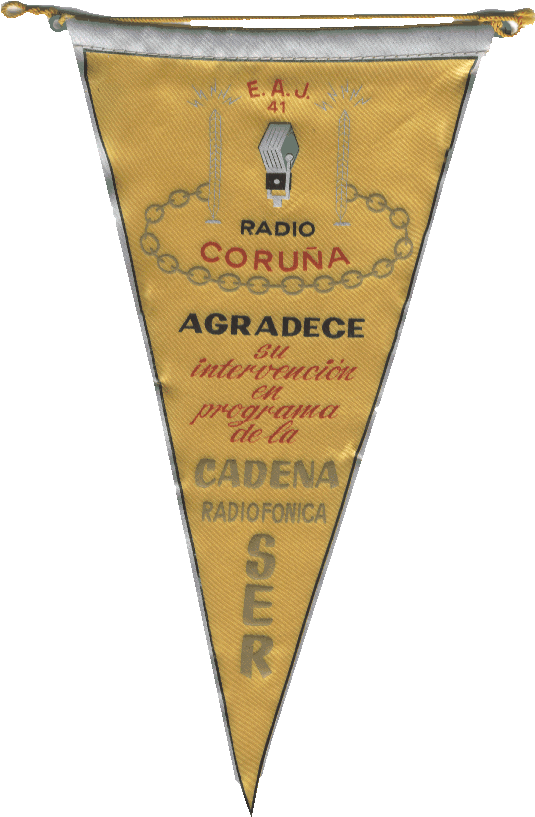 E. A. J.
41
RADIO
CORUÑA
AGRADECE
su
intervención
en
programa
de la
CADENA
RADIOFONICA
SER